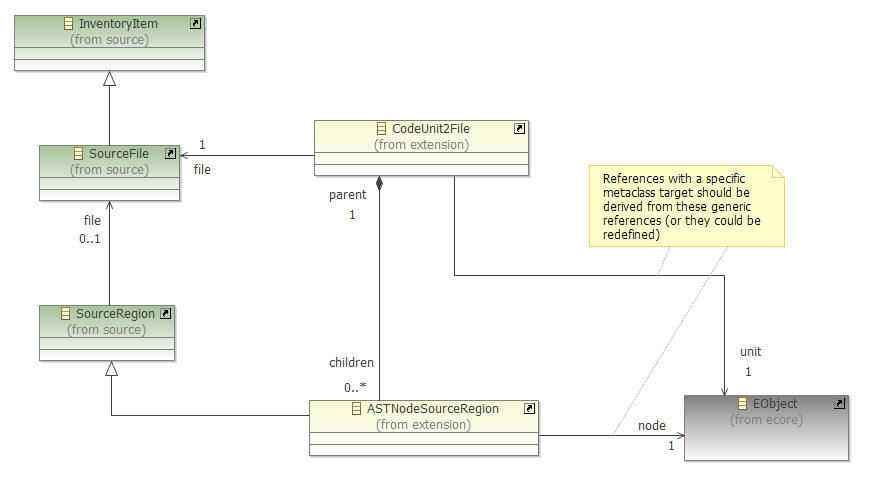 InventoryItem
(from source)
CodeUnit2File
(from extension)
1
file
SourceFile
(from source)
References with a specific
metaclass target should be
derived from these generic
references (or they could be
redefined)
parent
1
file
0..1
SourceRegion
(from source)
unit
1
children
0..*
ASTNodeSourceRegion
(from extension)
node
1
EObject
(from ecore)